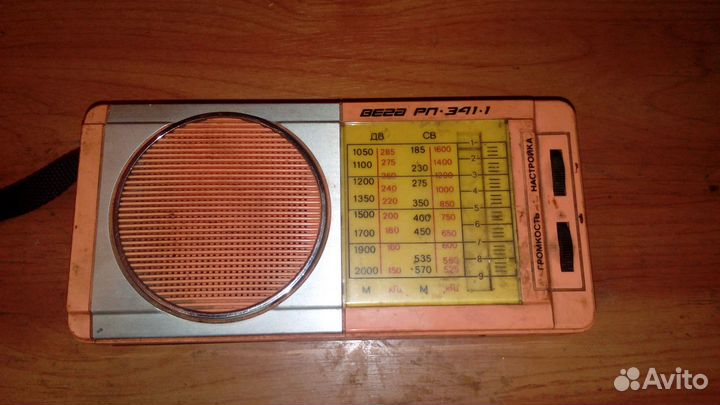 ВЕГА РП-341-1
ДВ СВ
1050 285 185 1600 1
1100 275 1400 2
260 230 1200 3
1200 275
240 1000 4
1350 220 350 850 5
1500 200 400 750 6
1700 180 450 650 7
1900 160 600
535 560 8
2000 150 570 525 9
М кГц М кГц
НАСТРОЙКА
ГРОМКОСТЬ
Avito